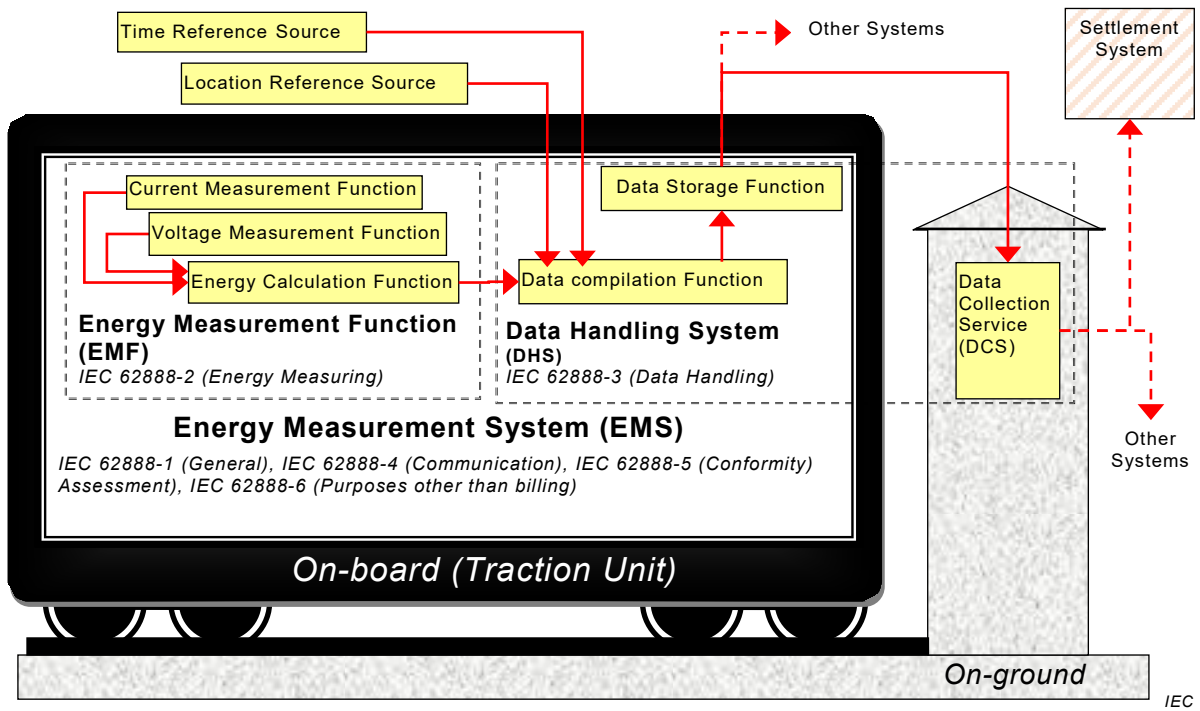 Time Reference Source
Other Systems
Settlement
System
Location Reference Source
Current Measurement Function
Data Storage Function
Voltage Measurement Function
Energy Calculation Function
Data compilation Function
Data
Collection
Service
(DCS)
Energy Measurement Function
(EMF)
IEC 62888-2 (Energy Measuring)
Data Handling System
(DHS)
IEC 62888-3 (Data Handling)
Energy Measurement System (EMS)
IEC 62888-1 (General), IEC 62888-4 (Communication), IEC 62888-5 (Conformity)
Assessment), IEC 62888-6 (Purposes other than billing)
Other
Systems
On-board (Traction Unit)
On-ground
IEC